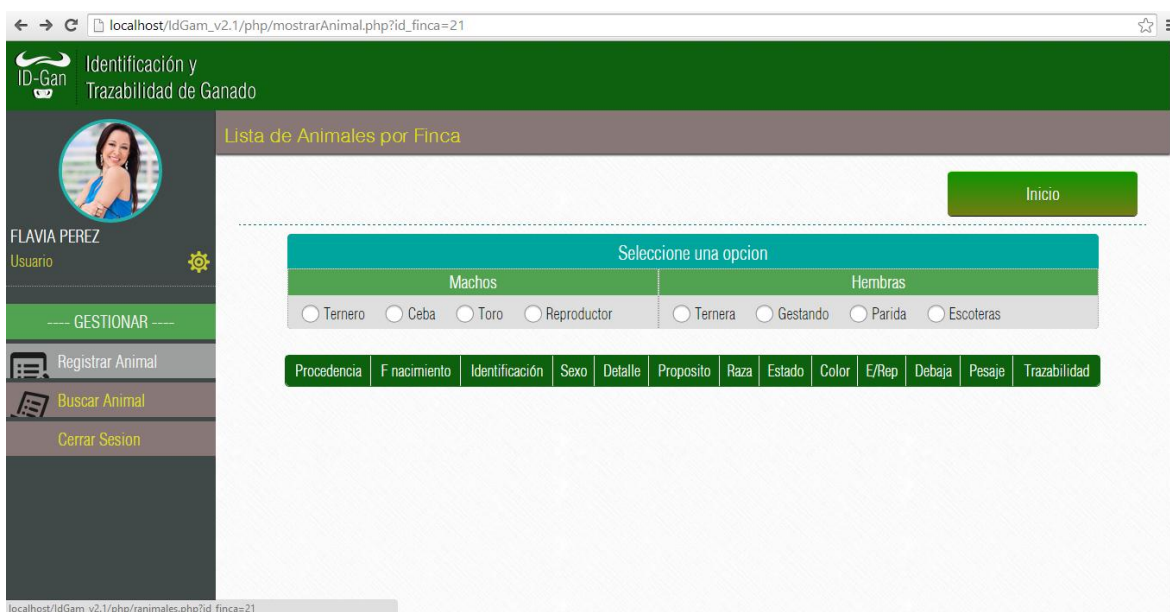 localhost/IdGam_v2.1/php/mostrarAnimal.php?id_finca=21
ID-Gan
Identificación y
Trazabilidad de Ganado
Lista de Animales por Finca
Inicio
FLAVIA PEREZ
Usuario
Seleccione una opcion
Machos Hembras
Ternero Ceba Toro Reproductor Ternera Gestando Parida Escoteras
---- GESTIONAR ----
Registrar Animal
Buscar Animal
Cerrar Sesion
Procedencia F nacimiento Identificación Sexo Detalle Proposito Raza Estado Color E/Rep Debaja Pesaje Trazabilidad
localhost/IdGam_v2.1/php/ranimales.php?id_finca=21